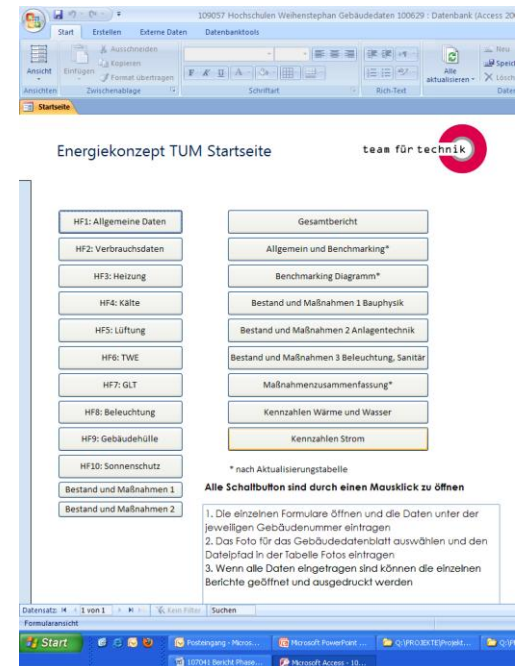 109057 Hochschulen Weihenstephan Gebäudedaten 100629 : Datenbank (Access 200
Start Erstellen Externe Daten Datenbanktools
Ansicht
Einfügen
Ausschneiden
Kopieren
Format übertragen
F K U A
Alle
aktualisieren
Neu
Speich
Lösch
Ansichten Zwischenablage Schriftart Rich-Text Daten
Startseite
Energiekonzept TUM Startseite
team für technik
HF1: Allgemeine Daten
HF2: Verbrauchsdaten
HF3: Heizung
HF4: Kälte
HF5: Lüftung
HF6: TWE
HF7: GLT
HF8: Beleuchtung
HF9: Gebäudehülle
HF10: Sonnenschutz
Bestand und Maßnahmen 1
Bestand und Maßnahmen 2
Gesamtbericht
Allgemein und Benchmarking*
Benchmarking Diagramm*
Bestand und Maßnahmen 1 Bauphysik
Bestand und Maßnahmen 2 Anlagentechnik
Bestand und Maßnahmen 3 Beleuchtung, Sanitär
Maßnahmenzusammenfassung*
Kennzahlen Wärme und Wasser
Kennzahlen Strom
* nach Aktualisierungstabelle
Alle Schaltbutton sind durch einen Mausklick zu öffnen
1. Die einzelnen Formulare öffnen und die Daten unter der
jeweiligen Gebäudenummer eintragen
2. Das Foto für das Gebäudedatenblatt auswählen und den
Dateipfad in der Tabelle Fotos eintragen
3. Wenn alle Daten eingetragen sind können die einzelnen
Berichte geöffnet und ausgedruckt werden
Datensatz: 1 von 1 Kein Filter Suchen
Formularansicht
Start
Posteingang - Micros...
Microsoft PowerPoint ...
Q:\PROJEKTE\Projekt...
Q:\PR
107041 Bericht Phase...
Microsoft Access - 10...